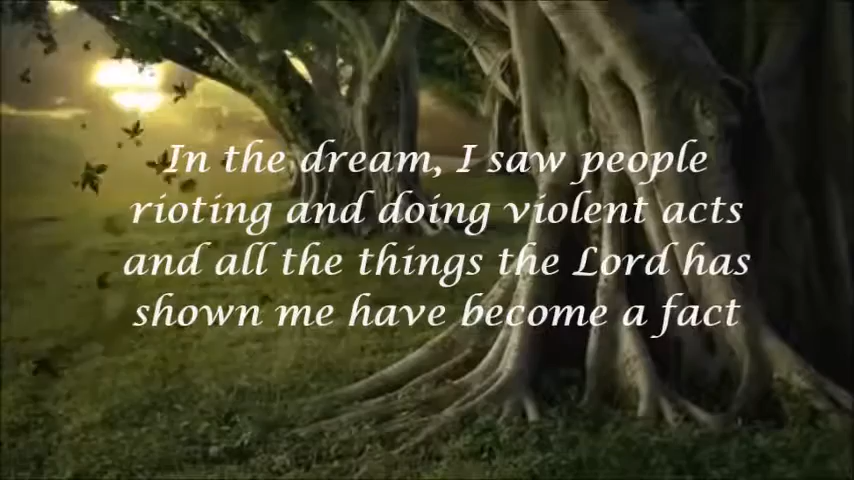 In the dream, I saw people
rioting and doing violent acts
and all the things the Lord has
shown me have become a fact